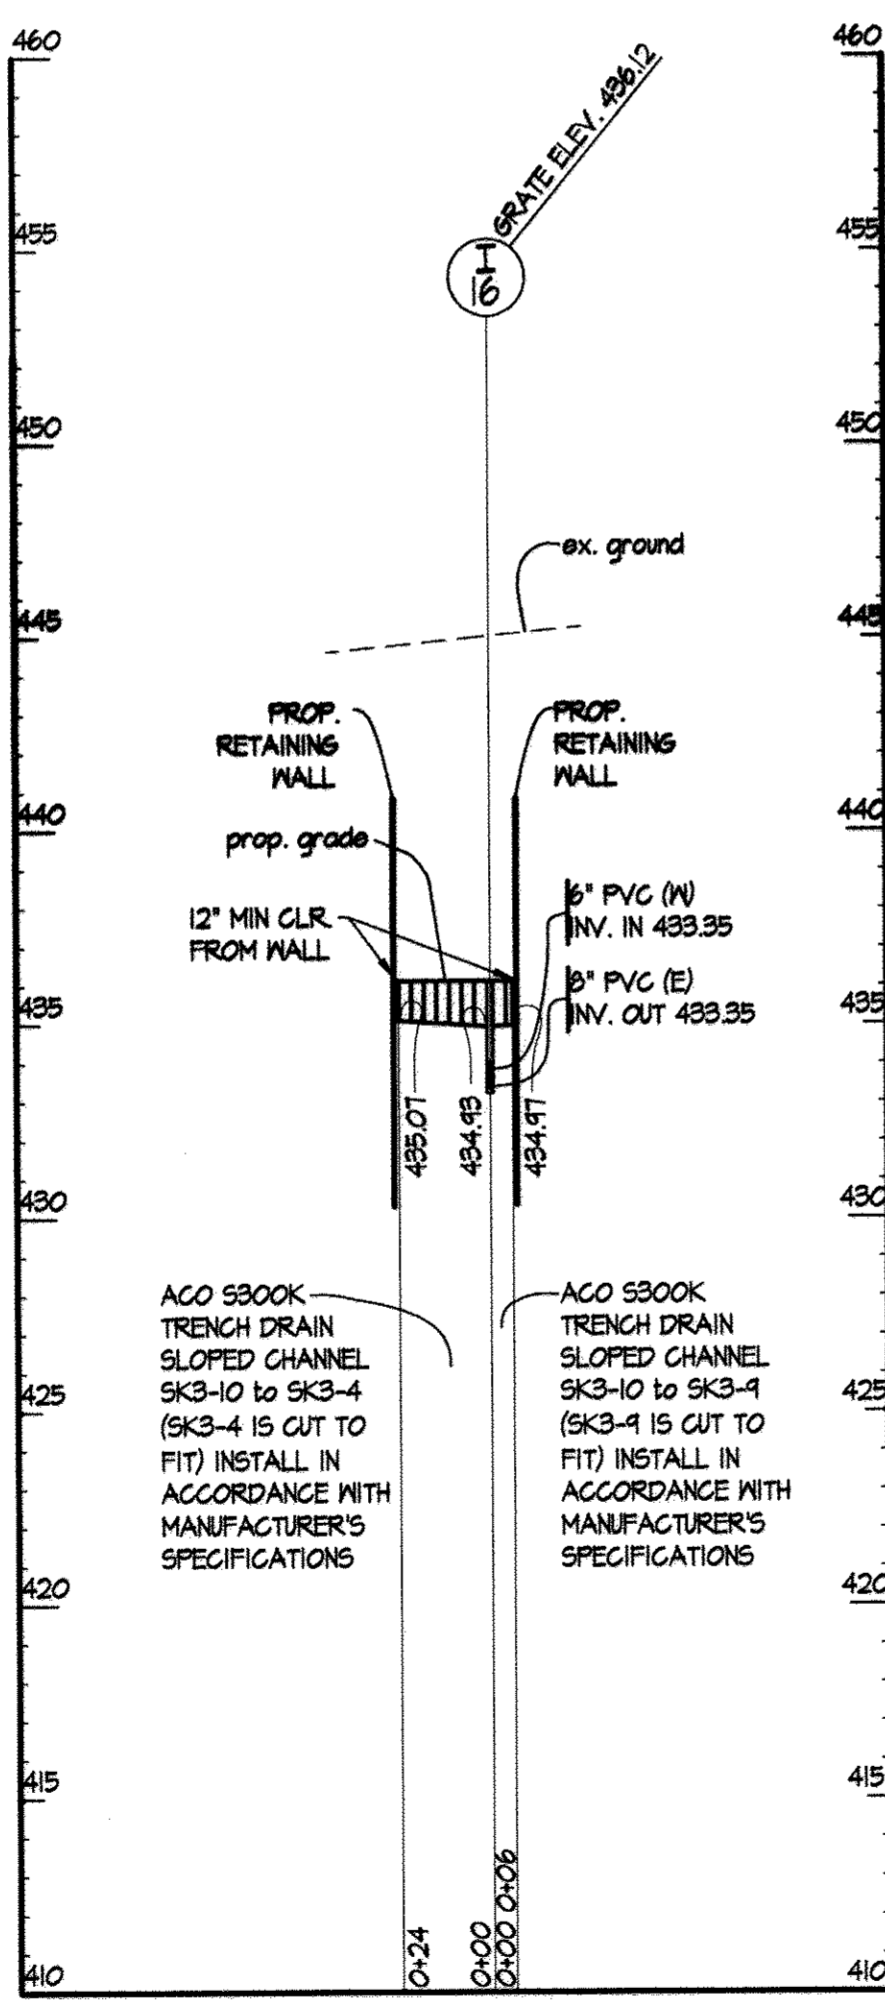 460
460
GRATE ELEV. 436.12
I
16
455
455
450
450
ex. ground
445
445
PROP.
RETAINING
WALL
PROP.
RETAINING
WALL
440
440
prop. grade
12" MIN CLR.
FROM WALL
6" PVC (W)
INV. IN 433.35
8" PVC (E)
INV. OUT 433.35
435
435
435.07
434.93
434.97
430
430
ACO S300K
TRENCH DRAIN
SLOPED CHANNEL
SK3-10 to SK3-4
(SK3-4 IS CUT TO
FIT) INSTALL IN
ACCORDANCE WITH
MANUFACTURER'S
SPECIFICATIONS
ACO S300K
TRENCH DRAIN
SLOPED CHANNEL
SK3-10 to SK3-9
(SK3-9 IS CUT TO
FIT) INSTALL IN
ACCORDANCE WITH
MANUFACTURER'S
SPECIFICATIONS
425
425
420
420
415
415
0+24
0+00
0+00 0+06
410
410